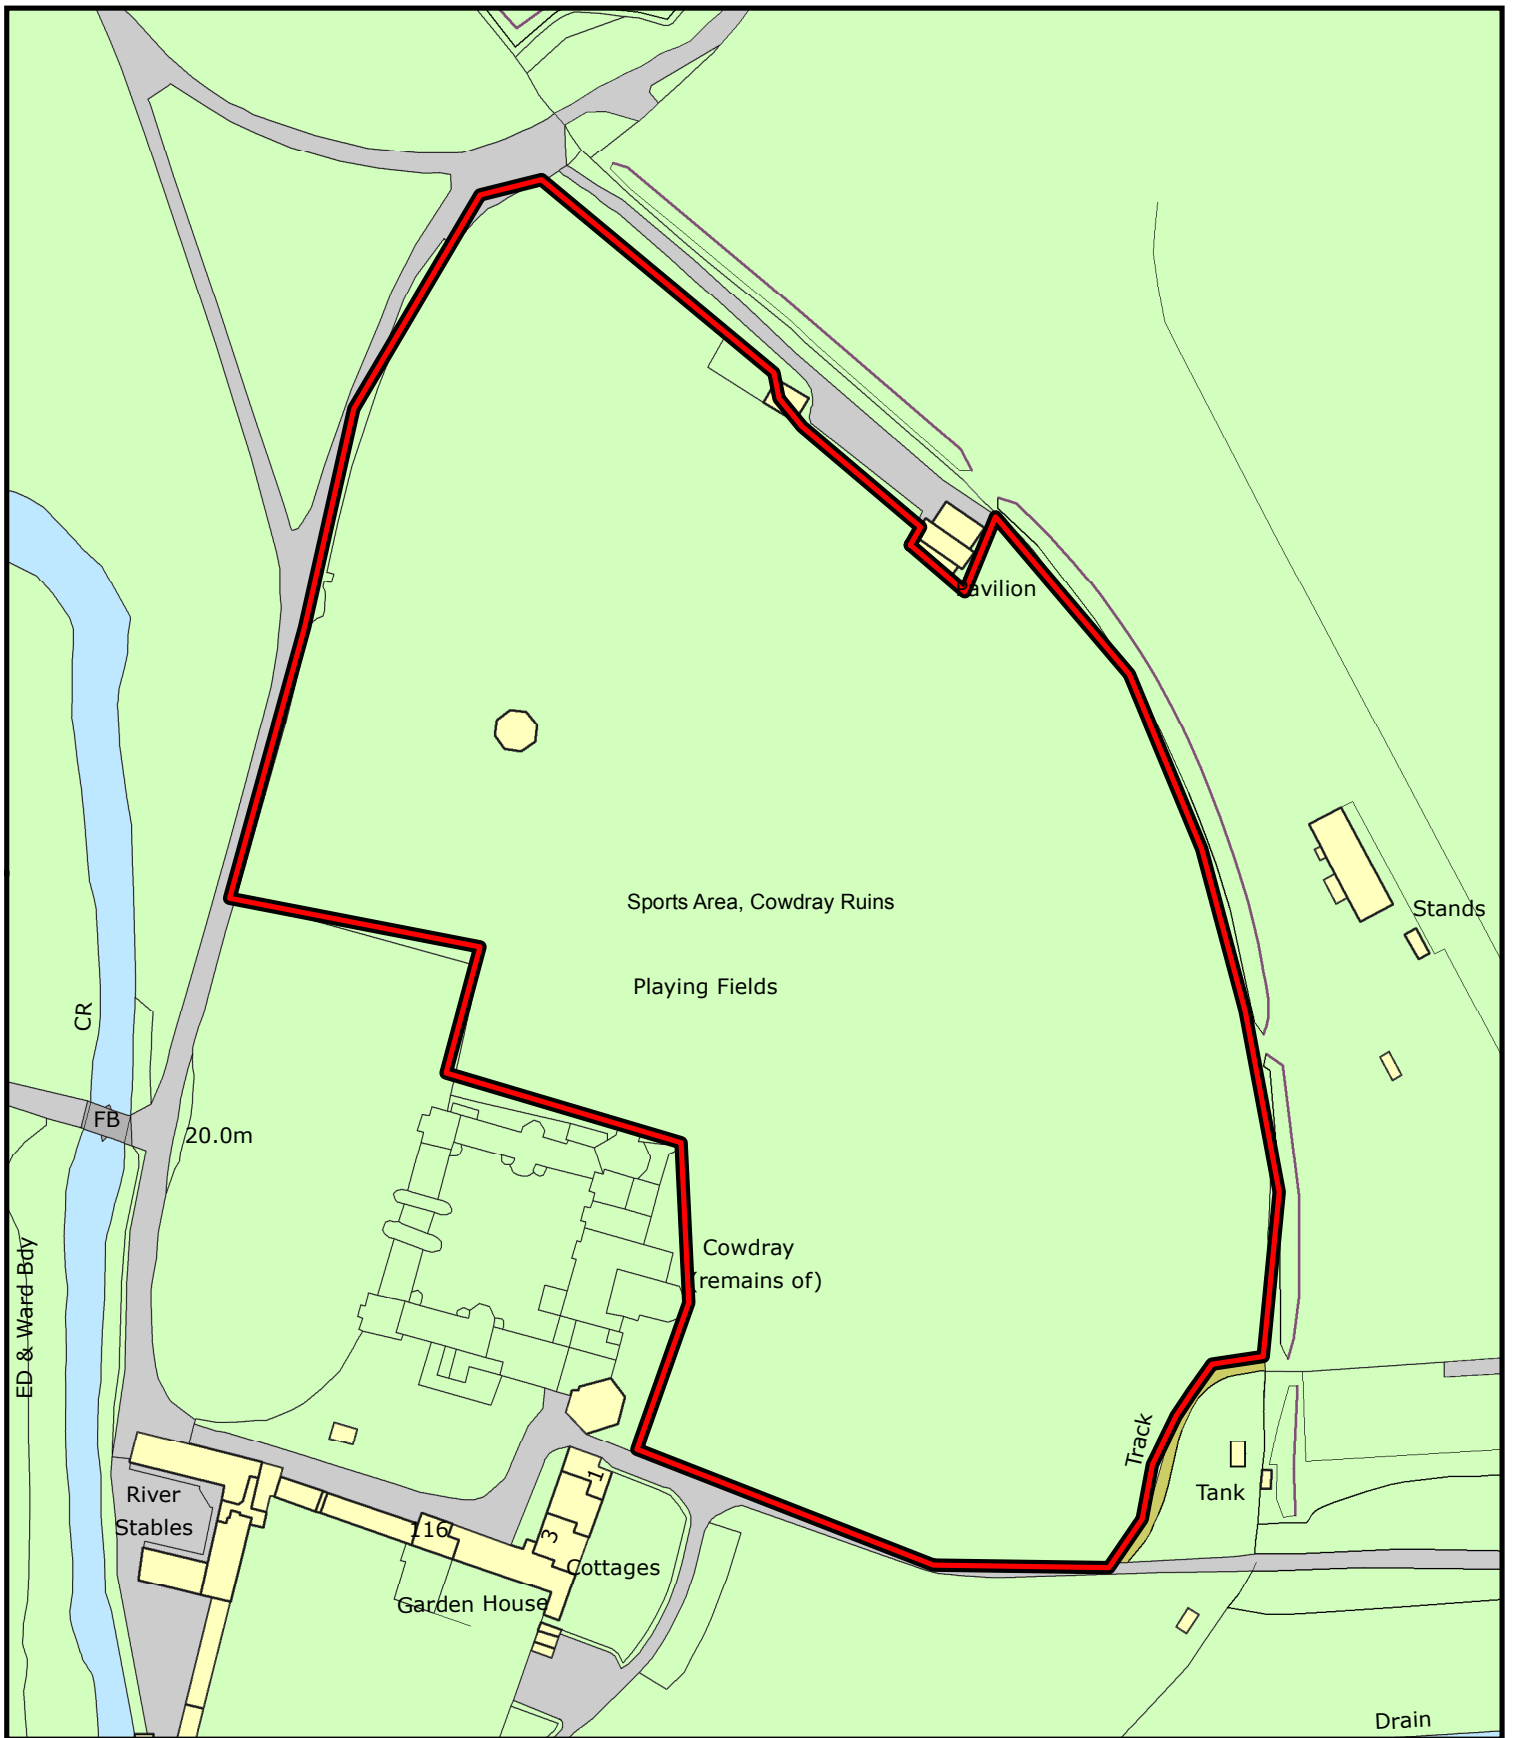 Pavilion
Sports Area, Cowdray Ruins
Stands
Playing Fields
CR
FB
20.0m
Cowdray
(remains of)
ED & Ward Bdy
Track
Tank
1
River
Stables
116
3
Cottages
Garden House
Drain